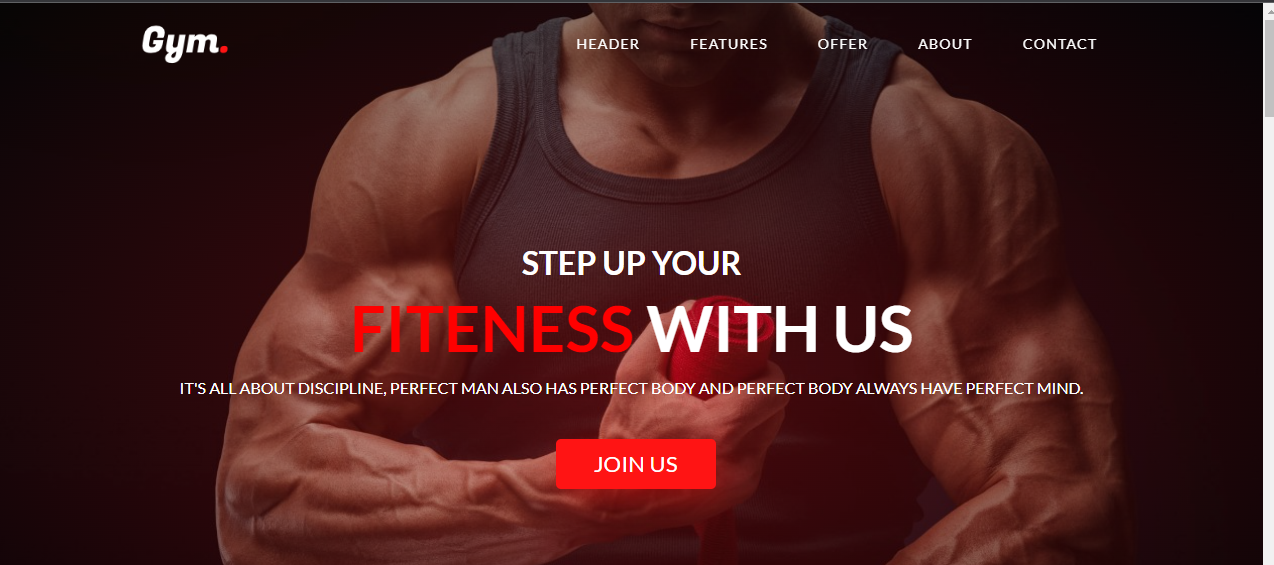 Gym.
HEADER FEATURES OFFER ABOUT CONTACT
STEP UP YOUR
FITENESS WITH US
IT'S ALL ABOUT DISCIPLINE, PERFECT MAN ALSO HAS PERFECT BODY AND PERFECT BODY ALWAYS HAVE PERFECT MIND.
JOIN US